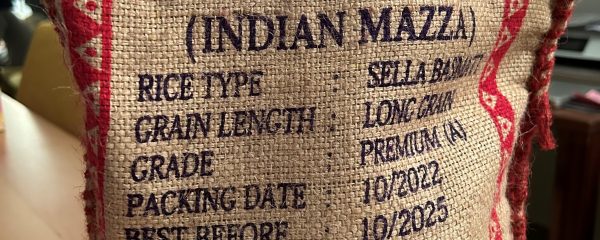 (INDIAN MAZZA)
RICE TYPE : SELLA BASMATI
GRAIN LENGTH : LONG GRAIN
GRADE : PREMIUM (A)
PACKING DATE : 10/2022
BEST BEFORE : 10/2025